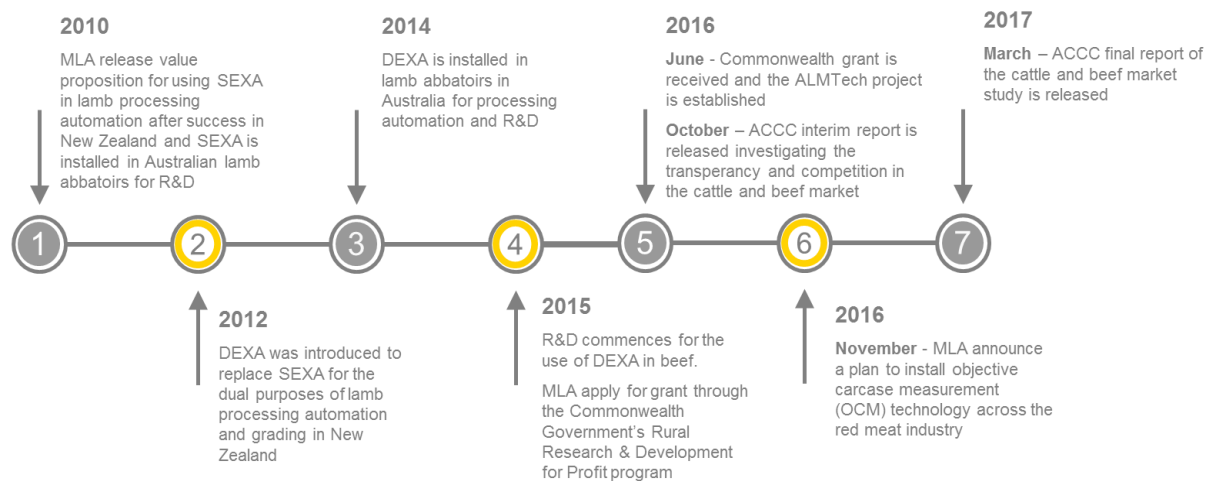 2010
MLA release value
proposition for using SEXA
in lamb processing
automation after success in
New Zealand and SEXA is
installed in Australian lamb
abbatoirs for R&D
2014
DEXA is installed in
lamb abbatoirs in
Australia for processing
automation and R&D
2016
June - Commonwealth grant is
received and the ALMTech project
is established
October – ACCC interim report is
released investigating the
transperancy and competition in
the cattle and beef market
2017
March – ACCC final report of
the cattle and beef market
study is released
1
2
3
4
5
6
7
2012
DEXA was introduced to
replace SEXA for the
dual purposes of lamb
processing automation
and grading in New
Zealand
2015
R&D commences for the
use of DEXA in beef.
MLA apply for grant through
the Commonwealth
Government's Rural
Research & Development
for Profit program
2016
November - MLA announce
a plan to install objective
carcase measurement
(OCM) technology across the
red meat industry